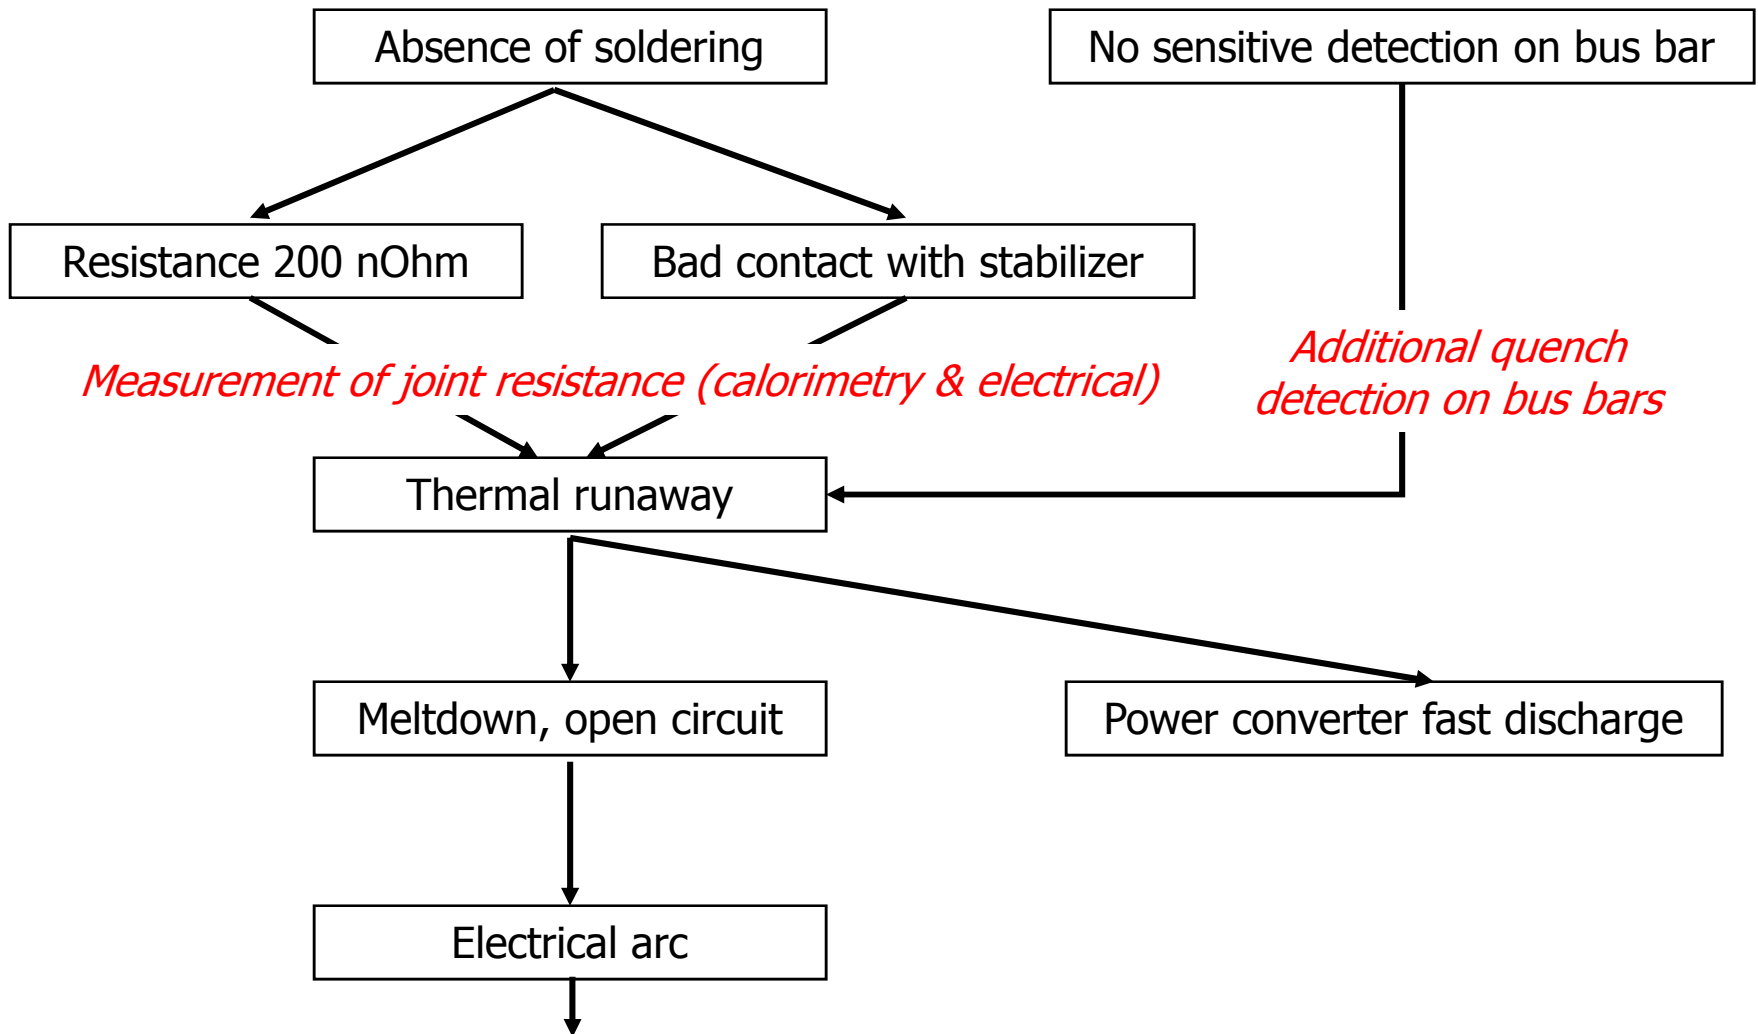 Absence of soldering
No sensitive detection on bus bar
Resistance 200 nOhm
Bad contact with stabilizer
Measurement of joint resistance (calorimetry & electrical)
Additional quench
detection on bus bars
Thermal runaway
Meltdown, open circuit
Power converter fast discharge
Electrical arc